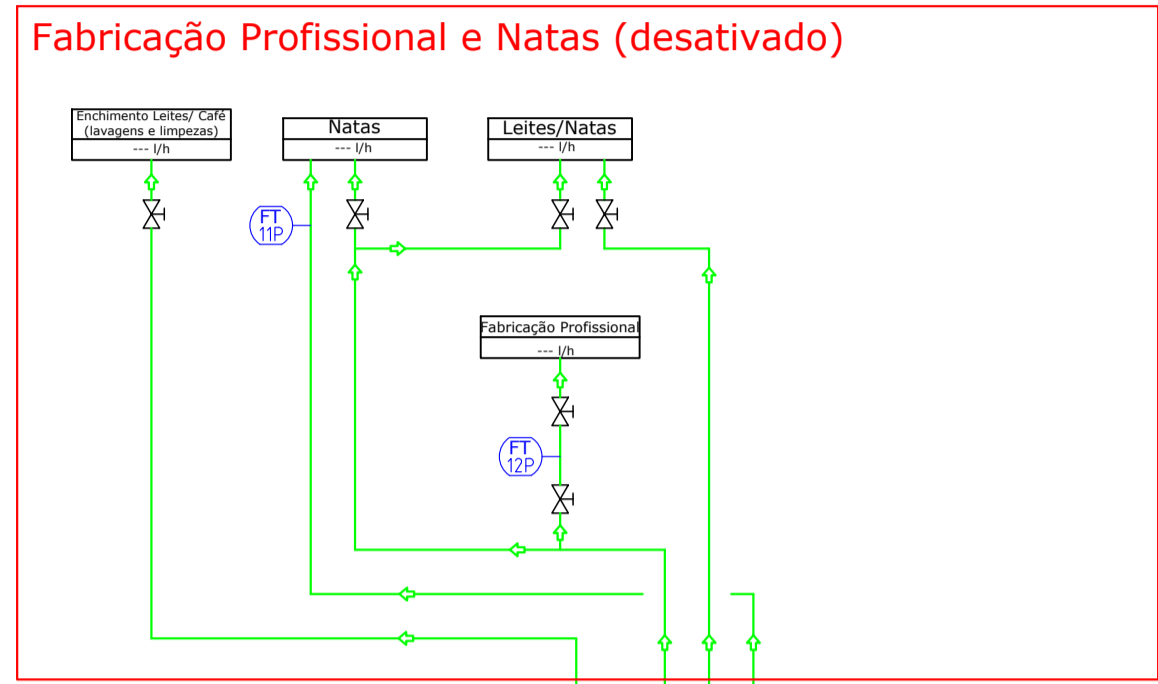 Fabricação Profissional e Natas (desativado)
Enchimento Leites/ Café
(lavagens e limpezas)
--- l/h
Natas
--- l/h
Leites/Natas
--- l/h
FT
11P
Fabricação Profissional
--- l/h
FT
12P